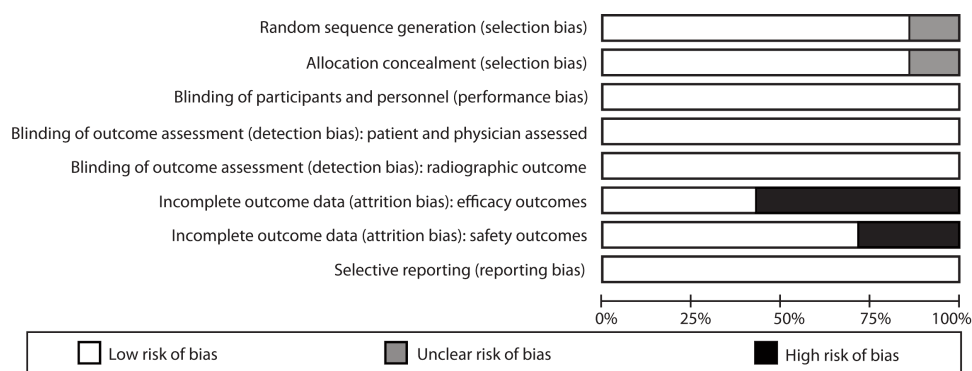 Random sequence generation (selection bias)
Allocation concealment (selection bias)
Blinding of participants and personnel (performance bias)
Blinding of outcome assessment (detection bias): patient and physician assessed
Blinding of outcome assessment (detection bias): radiographic outcome
Incomplete outcome data (attrition bias): efficacy outcomes
Incomplete outcome data (attrition bias): safety outcomes
Selective reporting (reporting bias)
0% 25% 50% 75% 100%
Low risk of bias Unclear risk of bias High risk of bias